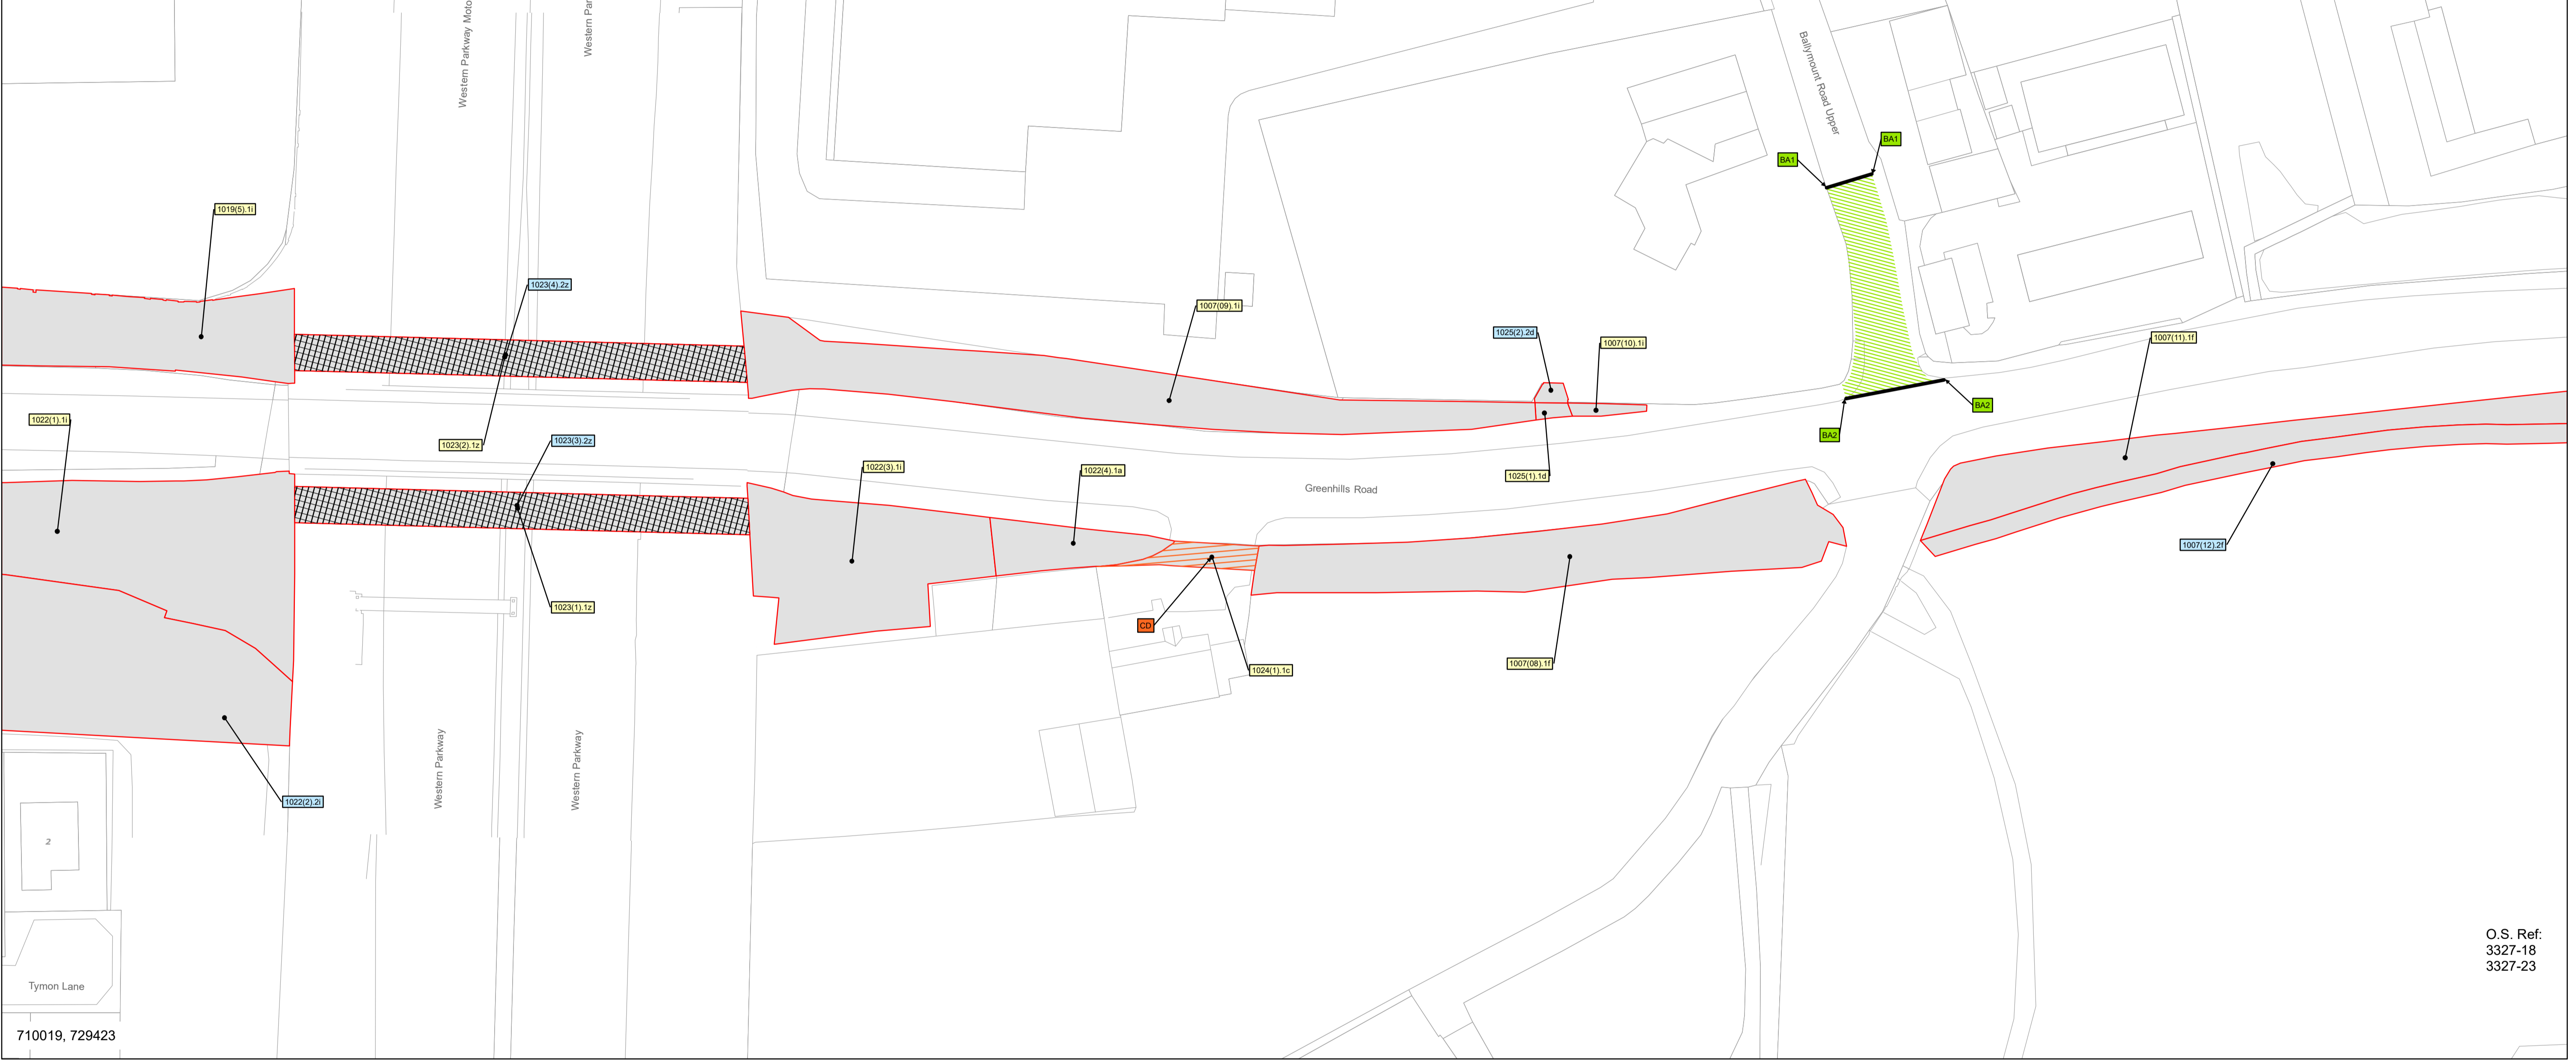 Western Parkway Moto
Western Par
Ballymount Road Upper
BA1
BA1
1019(5).1i
1023(4).2z
1007(09).1i
1025(2).2d
1007(10).1i
1007(11).1f
BA2
BA2
1022(1).1i
1023(2).1z
1023(3).2z
1022(3).1i
1022(4).1a
1025(1).1d
Greenhills Road
1007(12).2f
1023(1).1z
CD
1024(1).1c
1007(08).1f
Western Parkway
Western Parkway
1022(2).2i
2
Tymon Lane
O.S. Ref:
3327-18
3327-23
710019, 729423